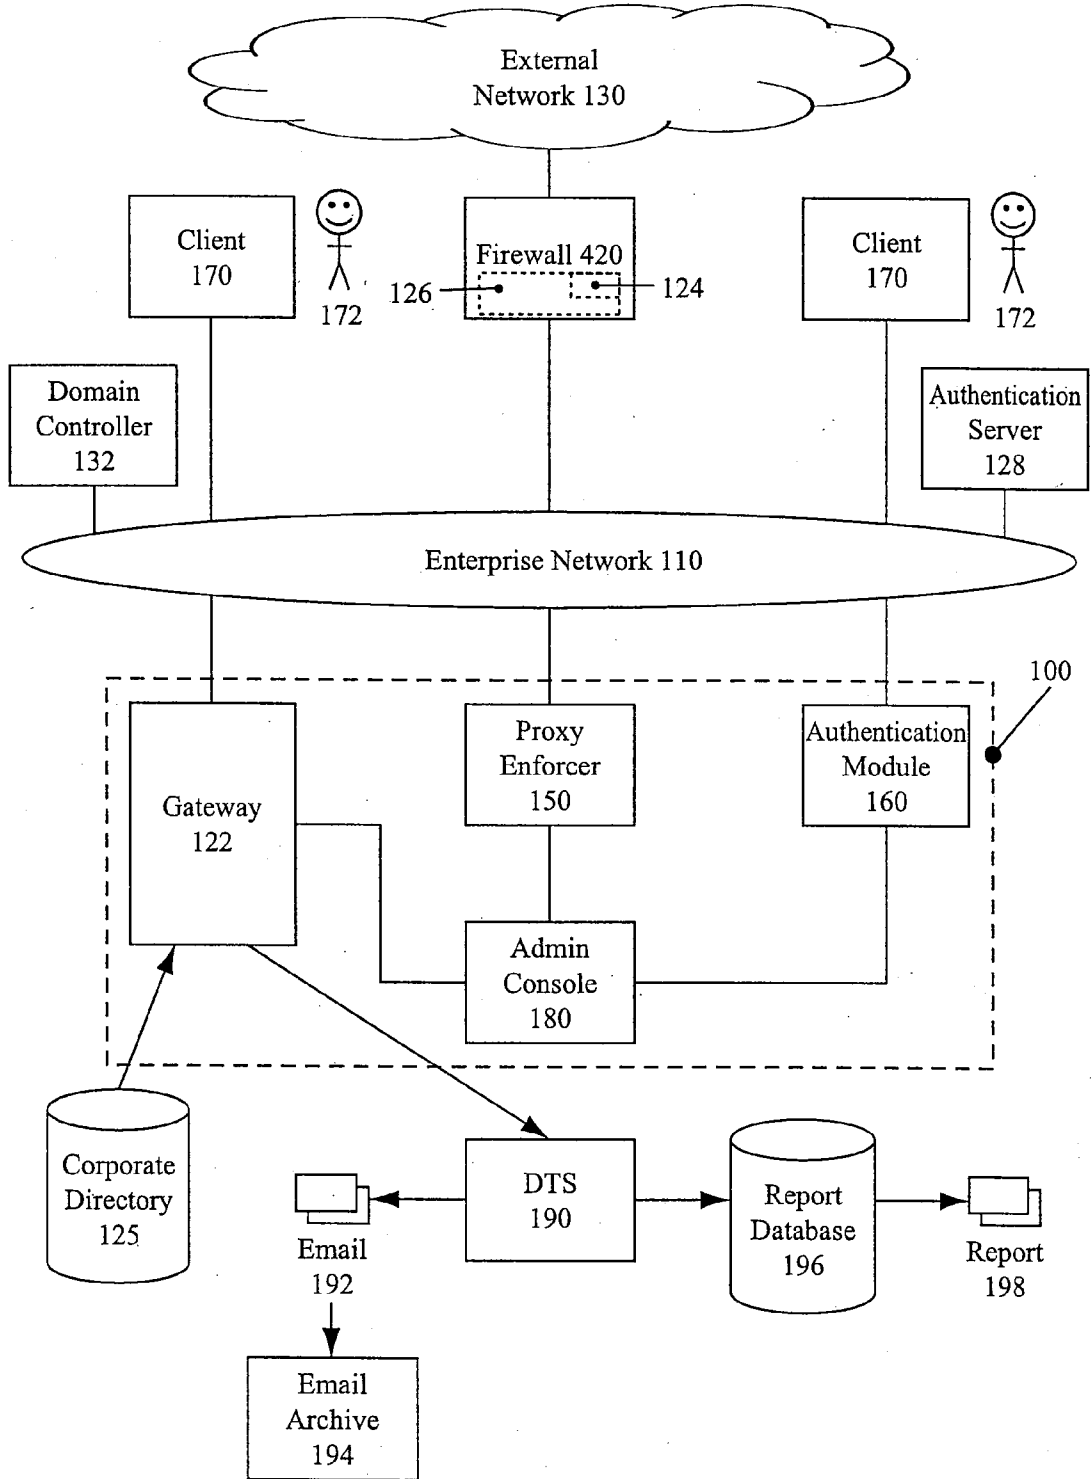 External
Network 130
Client
170
172
Firewall 420
126
124
Client
170
172
Domain
Controller
132
Authentication
Server
128
Enterprise Network 110
100
Gateway
122
Proxy
Enforcer
150
Authentication
Module
160
Admin
Console
180
Corporate
Directory
125
Email
192
DTS
190
Report
Database
196
Report
198
Email
Archive
194